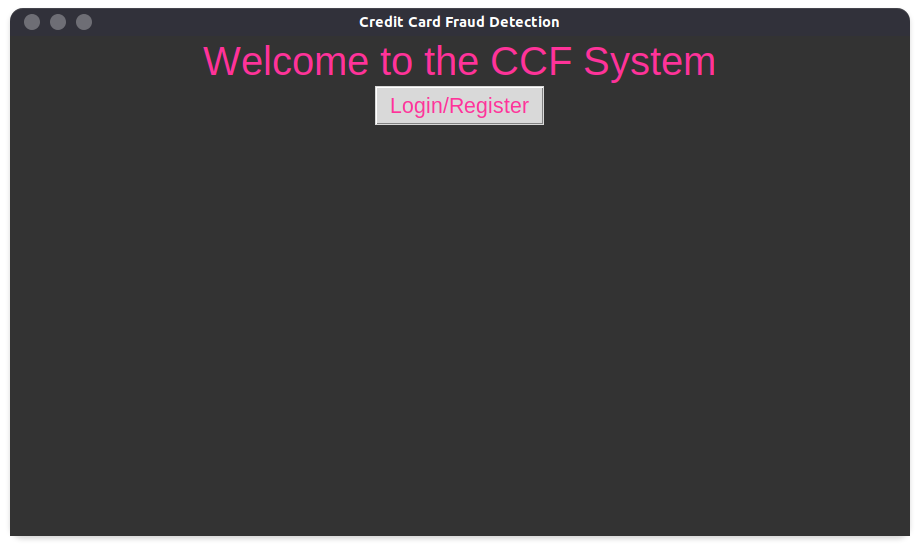 Credit Card Fraud Detection
Welcome to the CCF System
Login/Register